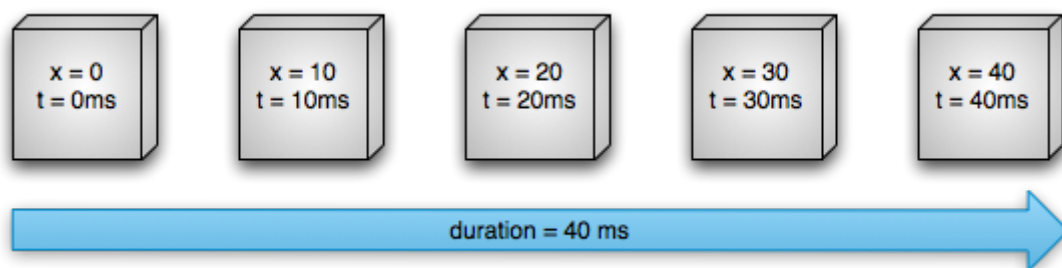 x = 0
t = 0ms
x = 10
t = 10ms
x = 20
t = 20ms
x = 30
t = 30ms
x = 40
t = 40ms
duration = 40 ms